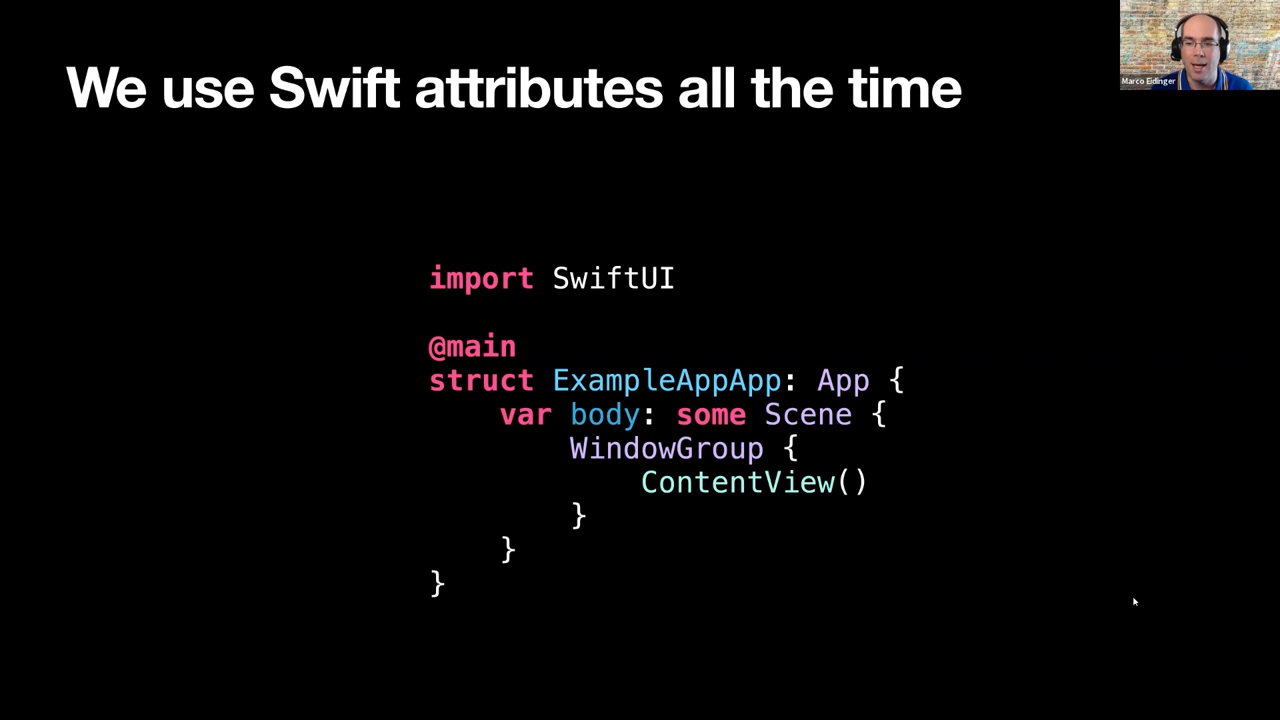 We use Swift attributes all the time
Marco Eidinger
import SwiftUI
@main
struct ExampleAppApp: App {
    var body: some Scene {
        WindowGroup {
            ContentView()
        }
    }
}